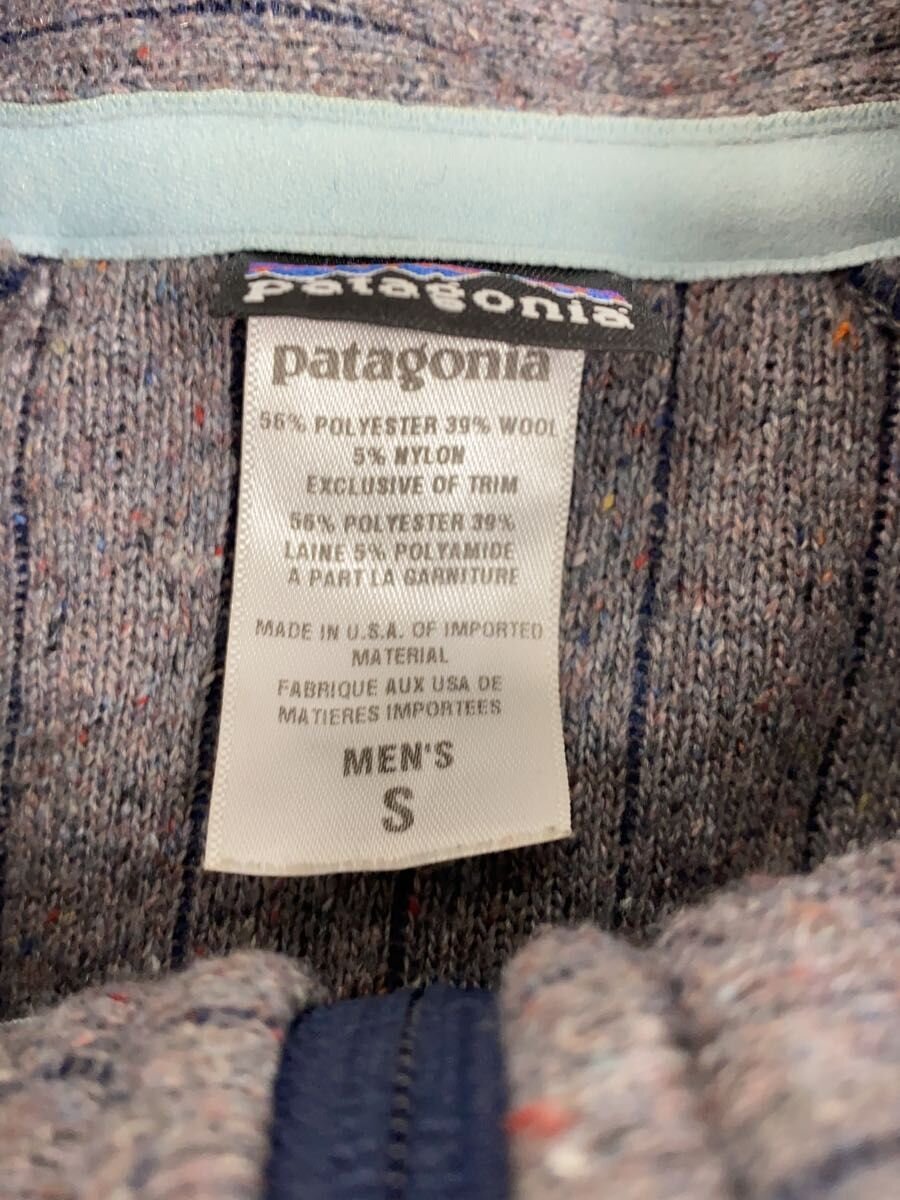 patagonia
patagonia
56% POLYESTER 39% WOOL
5% NYLON
EXCLUSIVE OF TRIM
56% POLYESTER 39%
LAINE 5% POLYAMIDE
A PART LA GARNITURE
MADE IN U.S.A. OF IMPORTED
MATERIAL
FABRIQUE AUX USA DE
MATIERES IMPORTEES
MEN'S
S